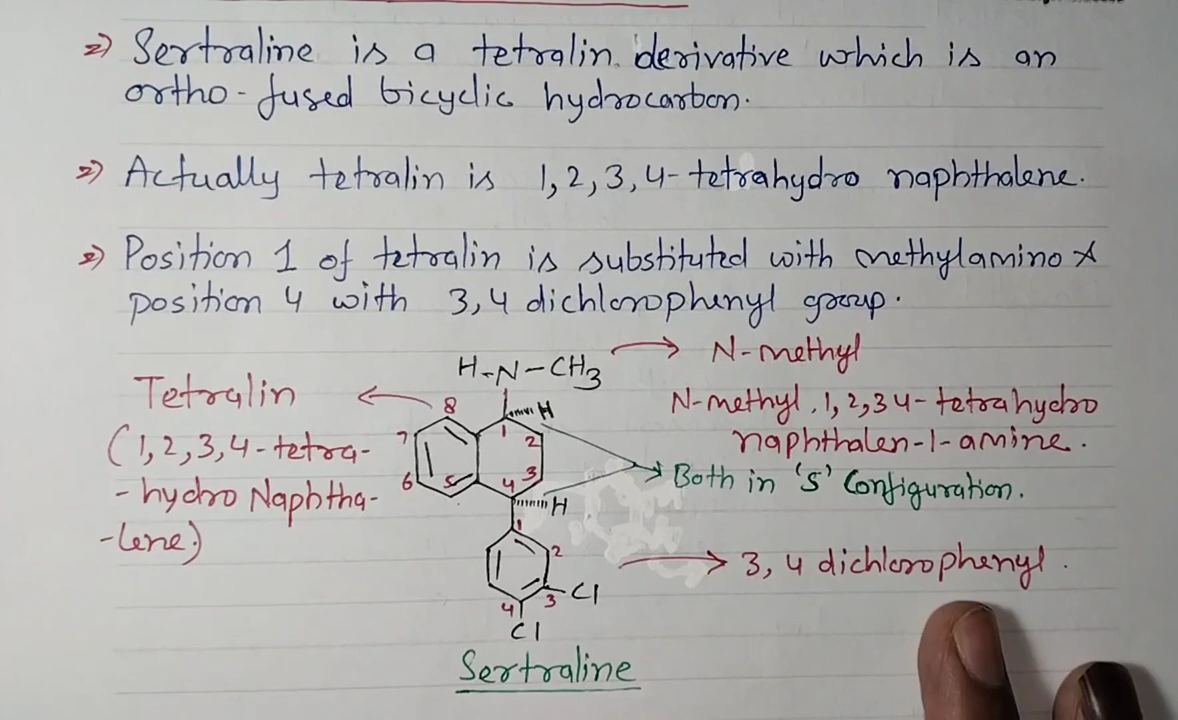 ⇒ Sertraline is a tetralin derivative which is an
ortho-fused bicyclic hydrocarbon.
⇒ Actually tetralin is 1,2,3,4-tetrahydro naphthalene.
⇒ Position 1 of tetralin is substituted with methylamino &
position 4 with 3,4 dichlorophenyl group.
H-N-CH3 → N-methyl
Tetralin ←
(1,2,3,4-tetra-
-hydro Naphtha-
-lene)
8
7
6
5
1
2
3
4
H
H
N-methyl.1,2,3 4-tetrahydro
naphthalen-1-amine.
Both in 'S' Configuration.
1
2
3
4
Cl
Cl
→ 3,4 dichlorophenyl.
Sertraline